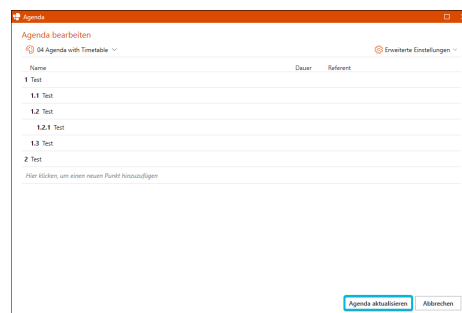 Agenda
Agenda bearbeiten
04 Agenda with Timetable
Erweiterte Einstellungen
Name Dauer Referent
1 Test
1.1 Test
1.2 Test
1.2.1 Test
1.3 Test
2 Test
Hier klicken, um einen neuen Punkt hinzuzufügen
Agenda aktualisieren Abbrechen